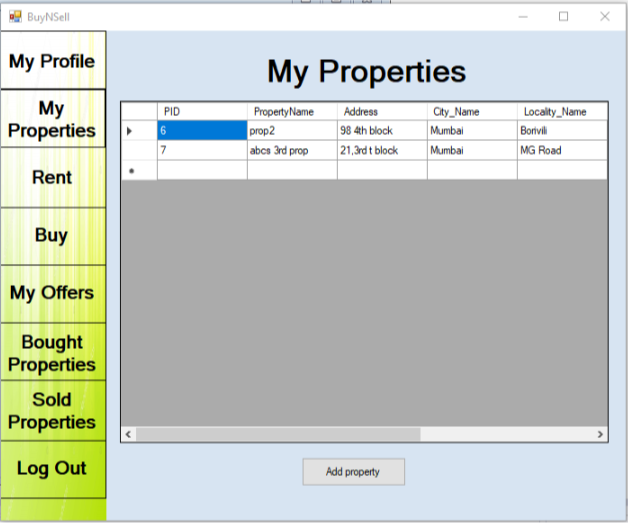 BuyNSell
My Profile
My
Properties
Rent
Buy
My Offers
Bought
Properties
Sold
Properties
Log Out
My Properties
PID PropertyName Address City_Name Locality_Name
6 prop2 98 4th block Mumbai Borivili
7 abcs 3rd prop 21,3rd t block Mumbai MG Road
Add property